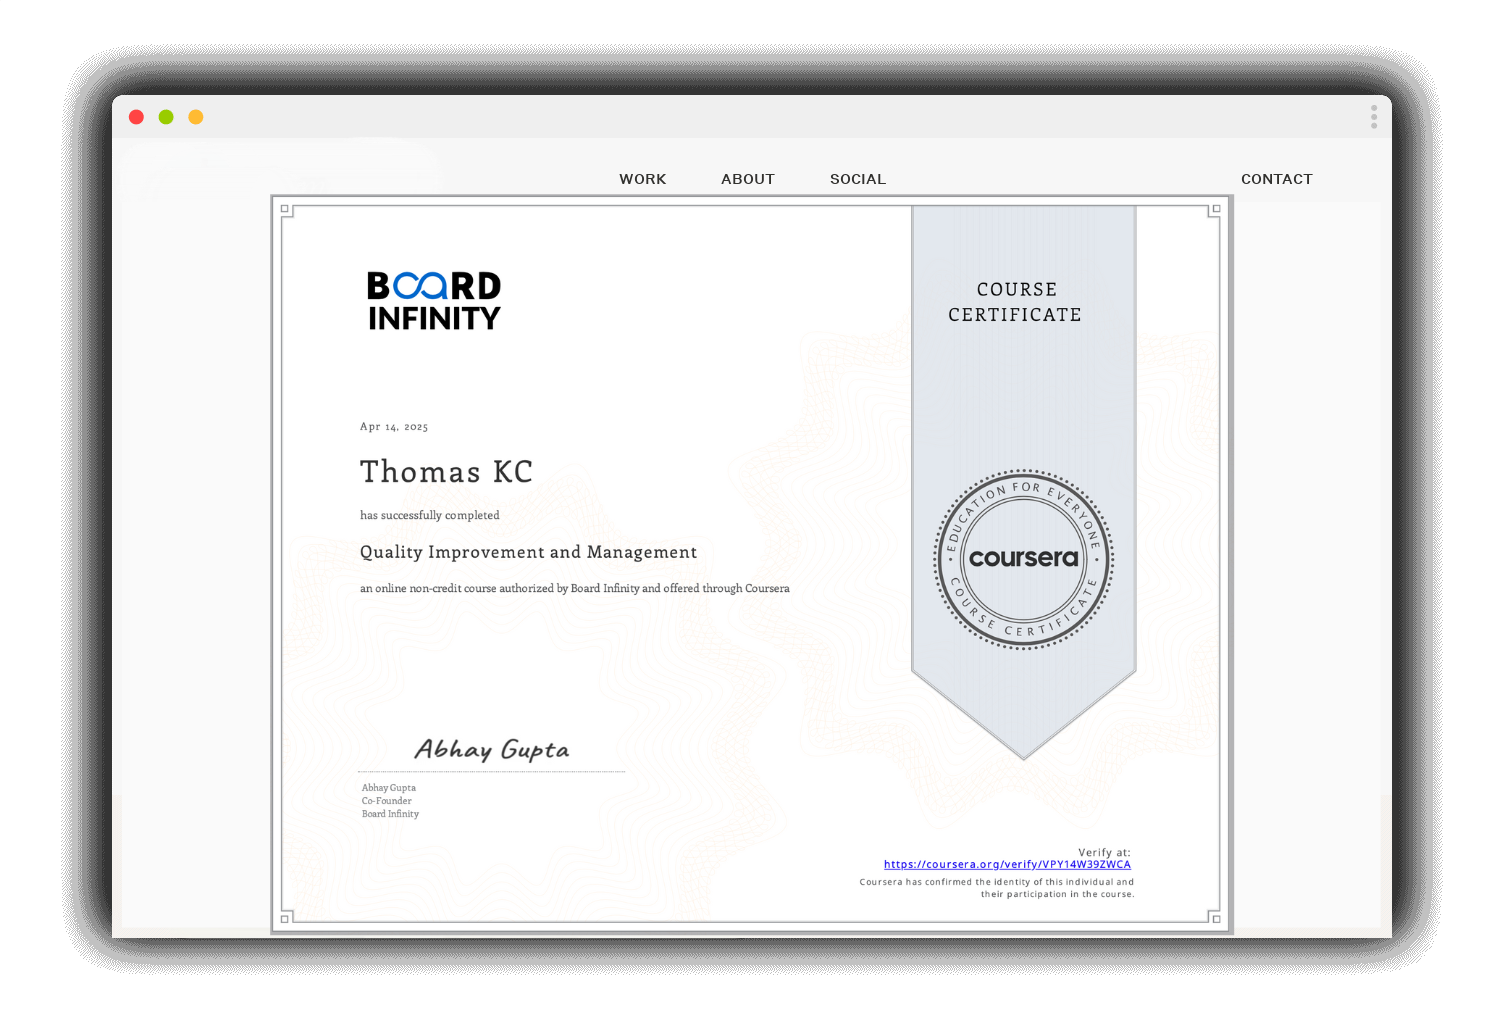 WORK ABOUT SOCIAL CONTACT
BOARD
INFINITY
COURSE
CERTIFICATE
Apr 14, 2025
Thomas KC
has successfully completed
Quality Improvement and Management
an online non-credit course authorized by Board Infinity and offered through Coursera
EDUCATION FOR EVERYONE
coursera
COURSE CERTIFICATE
Abhay Gupta
Abhay Gupta
Co-Founder
Board Infinity
Verify at:
https://coursera.org/verify/VPY14W39ZWCA
Coursera has confirmed the identity of this individual and
their participation in the course.